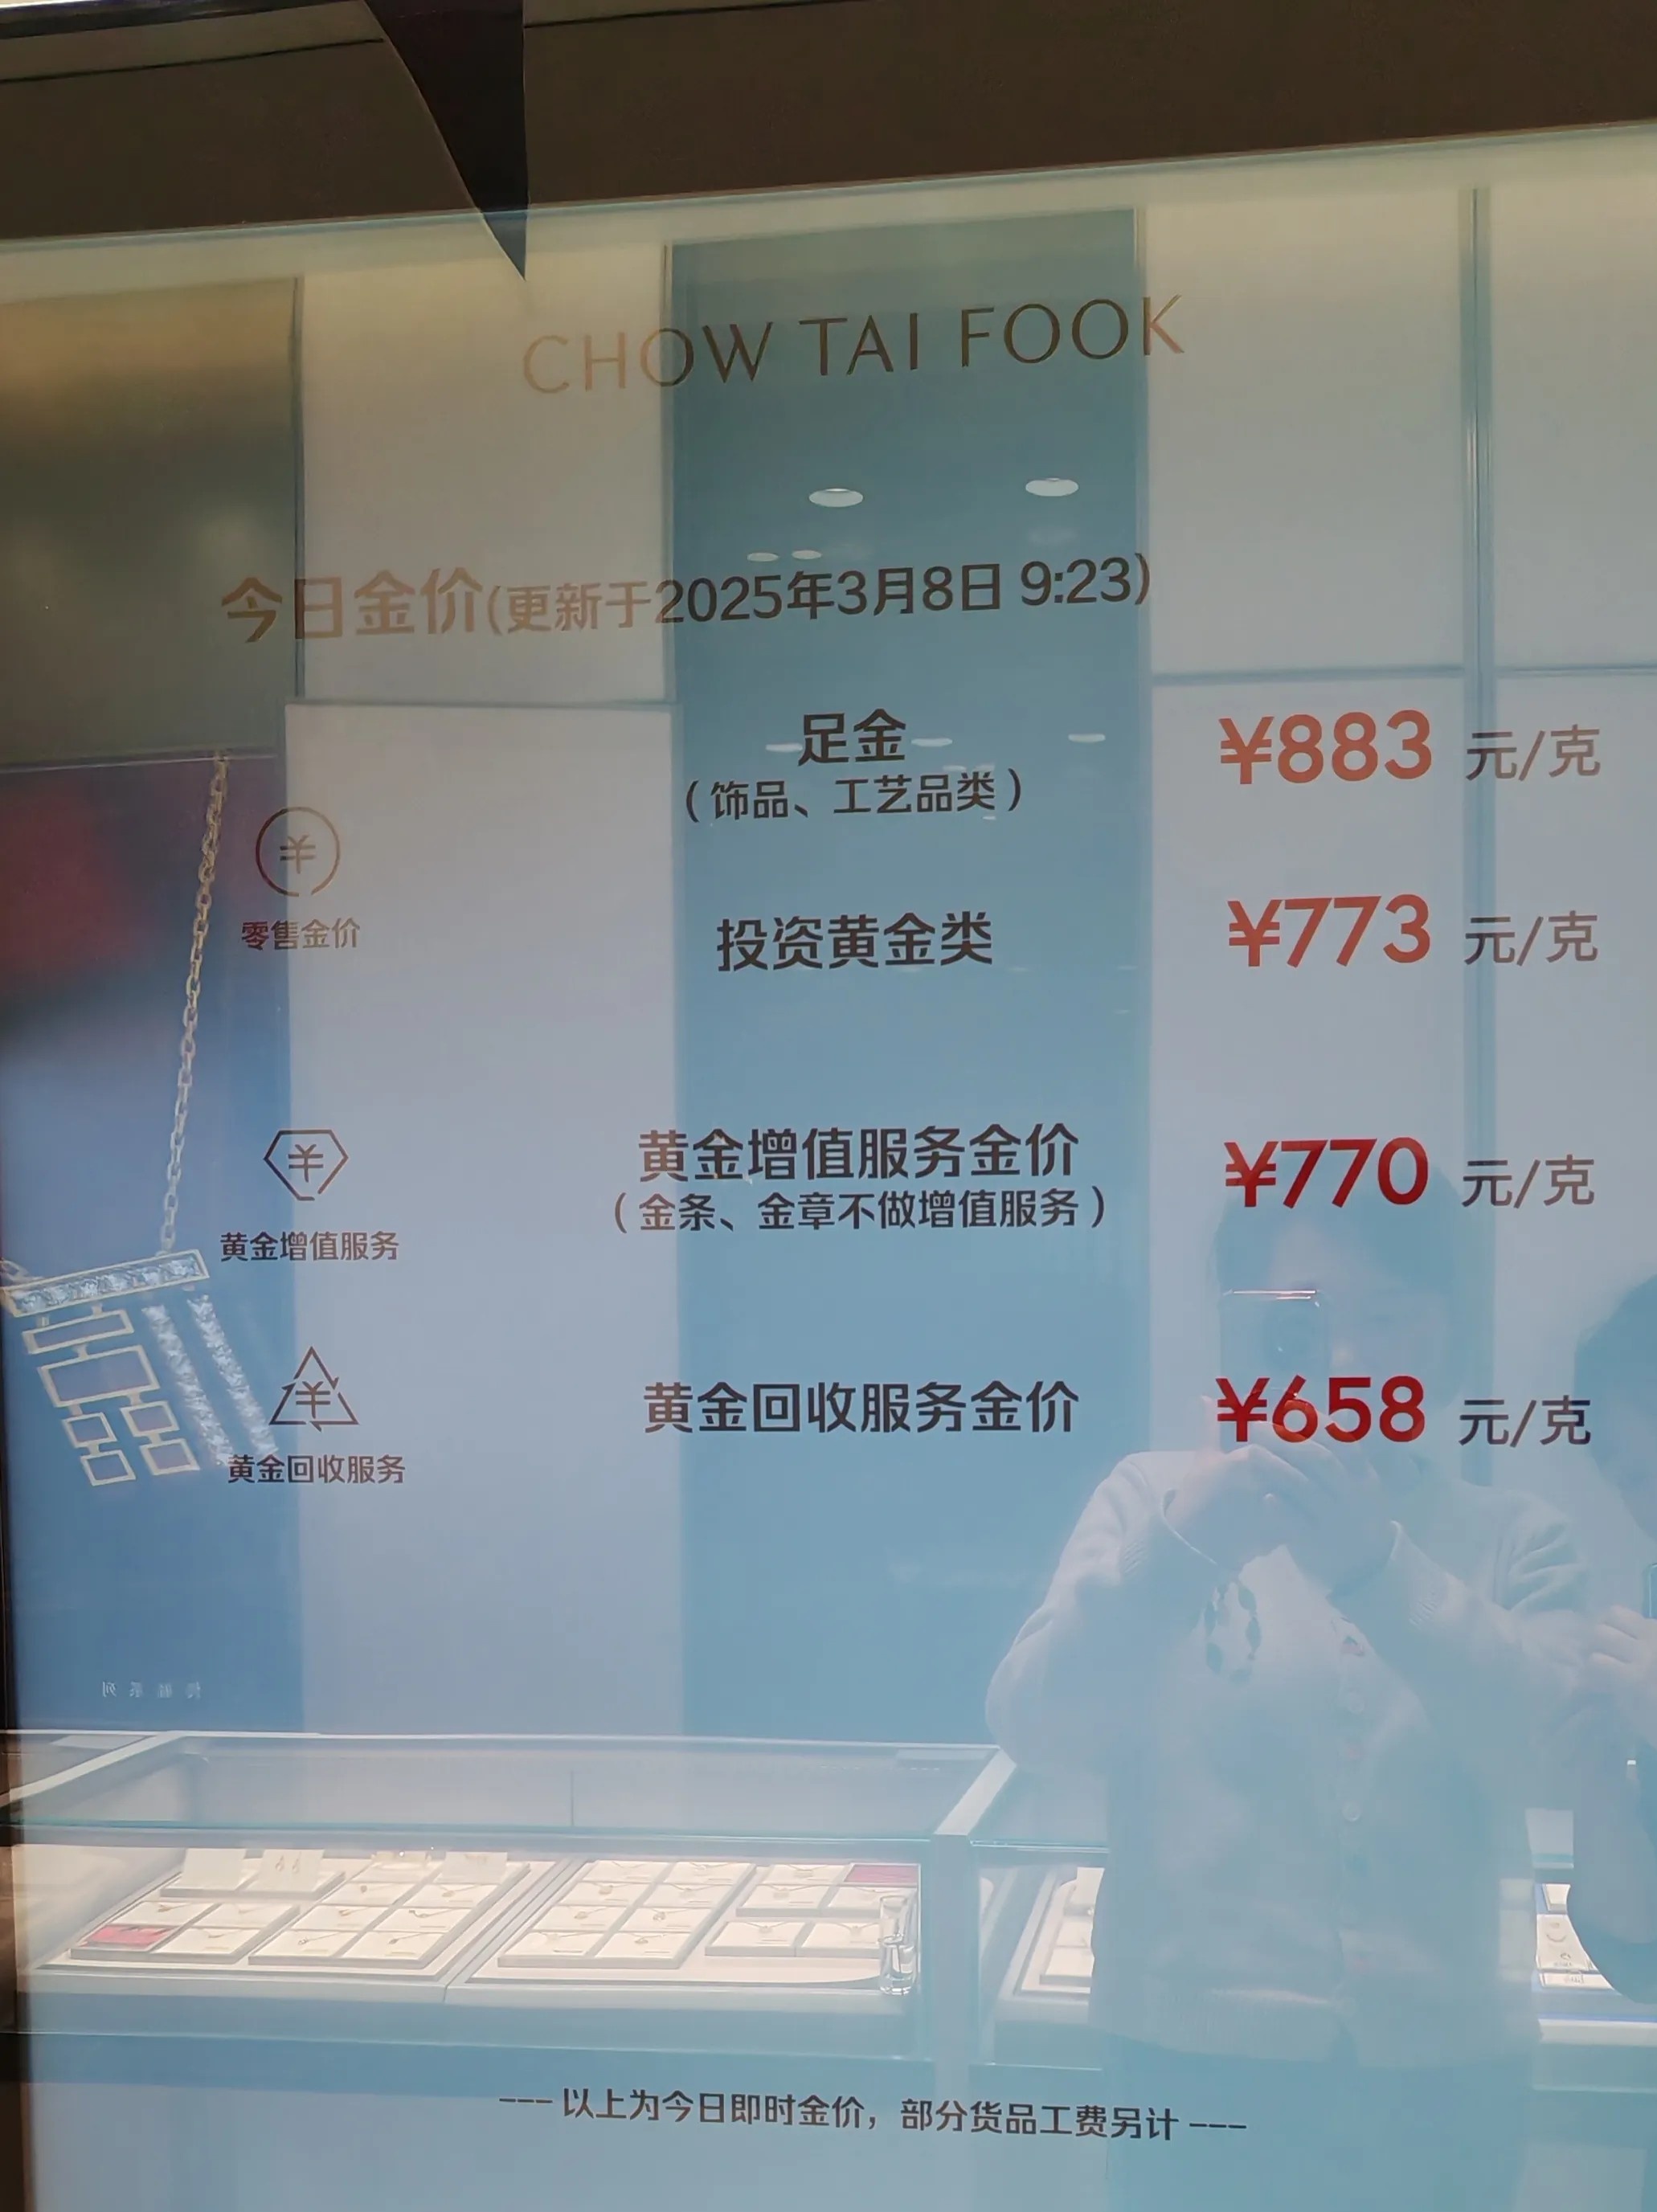 CHOW TAI FOOK
今日金价(更新于2025年3月8日 9:23)
足金
¥883 元/克
（饰品、工艺品类）
¥
零售金价
投资黄金类
¥773 元/克
黄金增值服务金价
¥770 元/克
（金条、金章不做增值服务）
¥
黄金增值服务
黄金回收服务金价
¥658 元/克
¥
黄金回收服务
--- 以上为今日即时金价，部分货品工费另计 ---